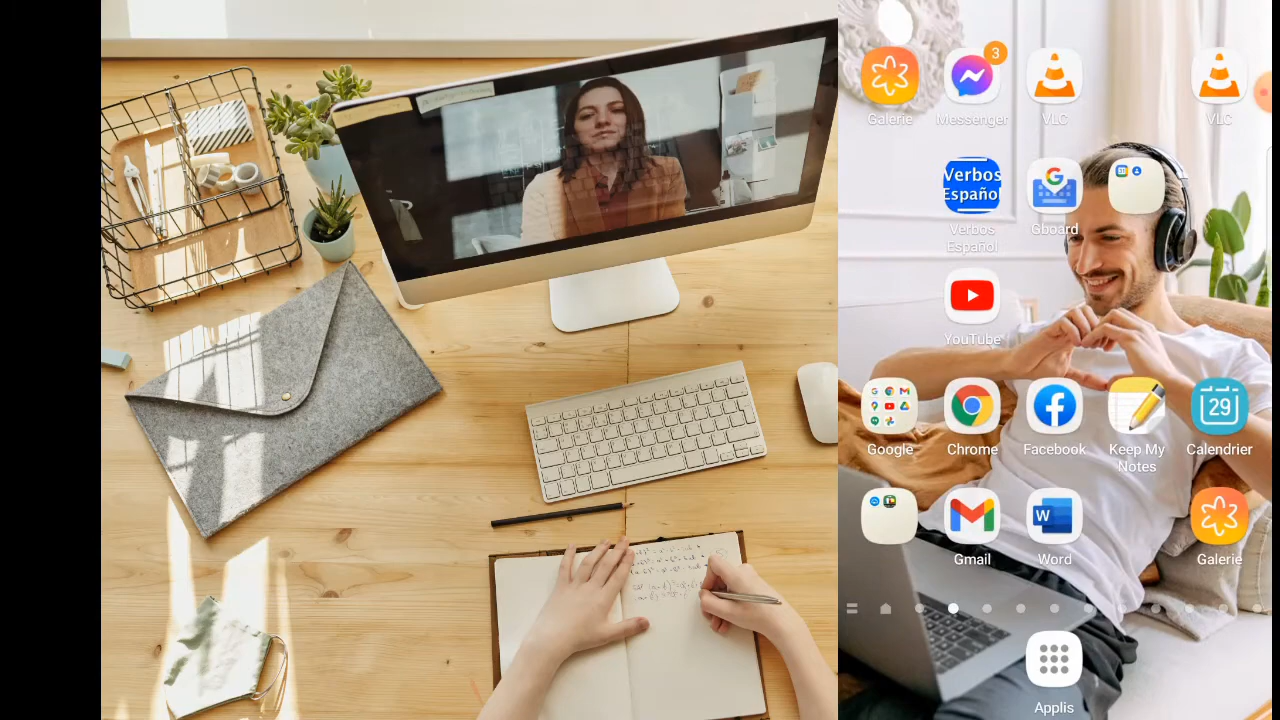 3
Galerie
Messenger
VLC
VLC
Verbos
Español
Verbos
Español
Gboard
YouTube
29
Google
Chrome
Facebook
Keep My
Notes
Calendrier
W
Gmail
Word
Galerie
Applis